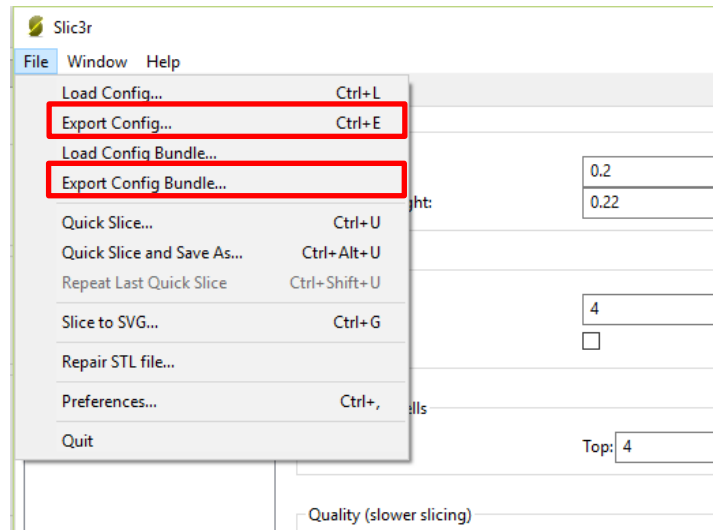 Slic3r
File Window Help
Load Config... Ctrl+L
Export Config... Ctrl+E
Load Config Bundle...
Export Config Bundle...
0.2
ght: 0.22
Quick Slice... Ctrl+U
Quick Slice and Save As... Ctrl+Alt+U
Repeat Last Quick Slice Ctrl+Shift+U
4
Slice to SVG... Ctrl+G
Repair STL file...
Preferences... Ctrl+,
ells
Quit
Top: 4
Quality (slower slicing)